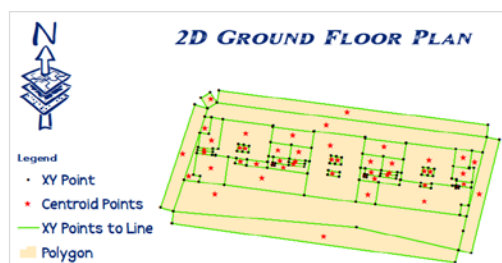 N
2D GROUND FLOOR PLAN
Legend
XY Point
Centroid Points
XY Points to Line
Polygon